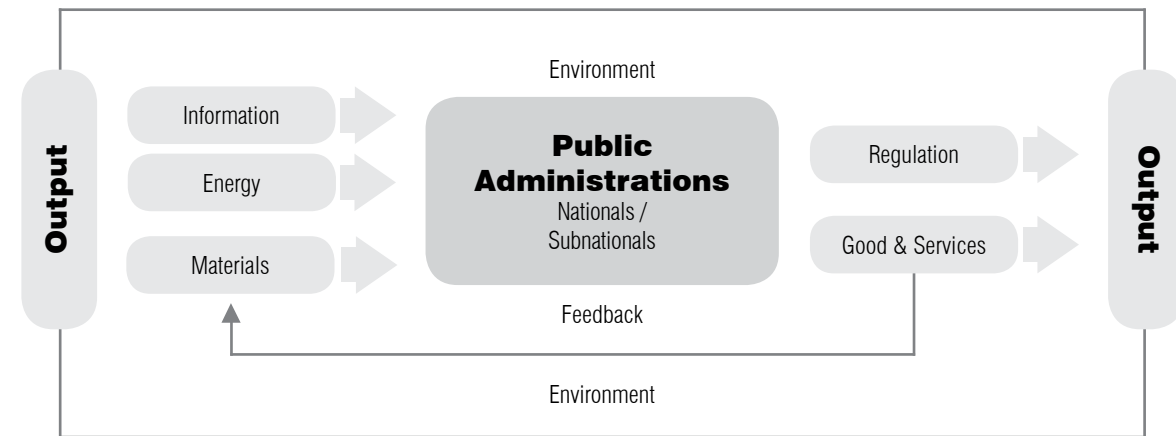 Environment
Output
Information
Energy
Materials
Public
Administrations
Nationals /
Subnationals
Regulation
Good & Services
Output
Feedback
Environment